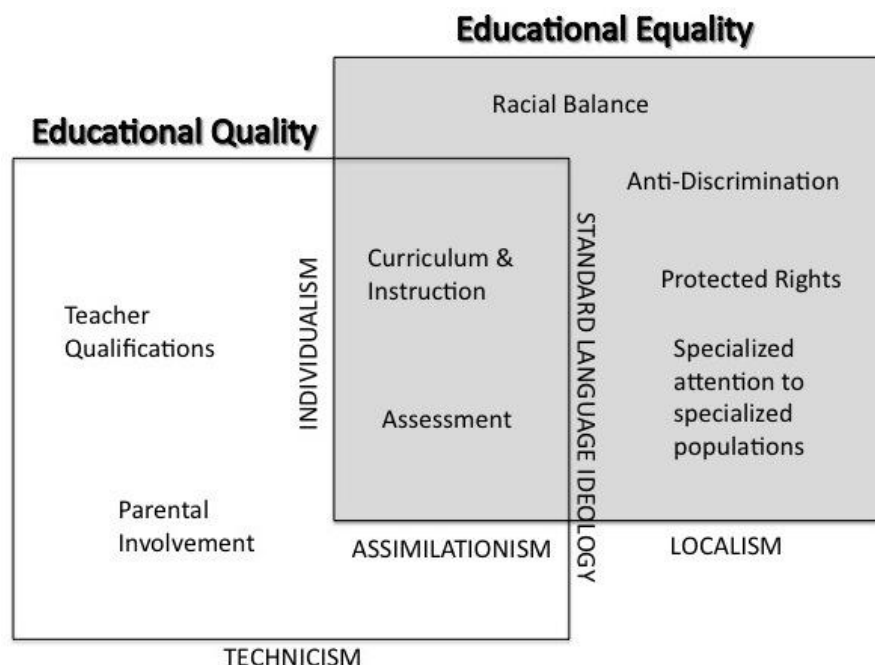 Educational Equality
Racial Balance
Educational Quality
Anti-Discrimination
Curriculum &
Instruction
INDIVIDUALISM
STANDARD LANGUAGE IDEOLOGY
Protected Rights
Teacher
Qualifications
Specialized
attention to
specialized
populations
Assessment
Parental
Involvement
ASSIMILATIONISM
LOCALISM
TECHNICISM